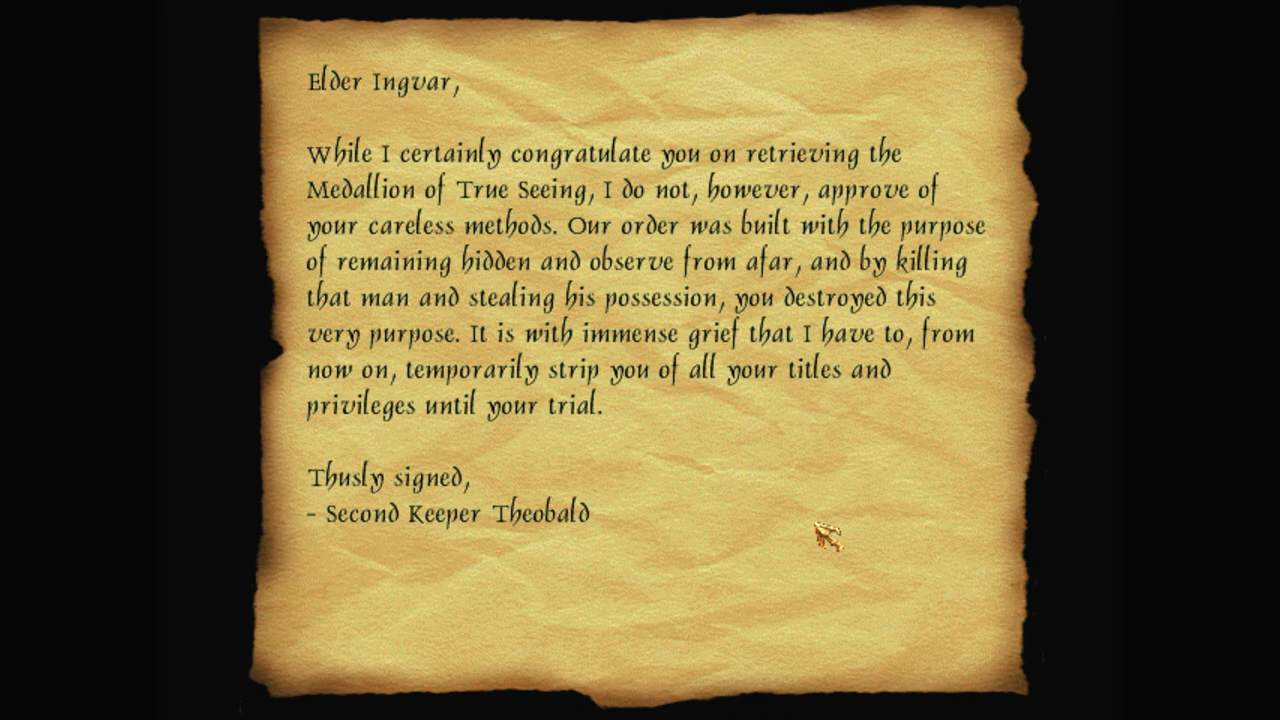 Elder Ingvar,
While I certainly congratulate you on retrieving the
Medallion of True Seeing, I do not, however, approve of
your careless methods. Our order was built with the purpose
of remaining hidden and observe from afar, and by killing
that man and stealing his possession, you destroyed this
very purpose. It is with immense grief that I have to, from
now on, temporarily strip you of all your titles and
privileges until your trial.
Thusly signed,
- Second Keeper Theobald